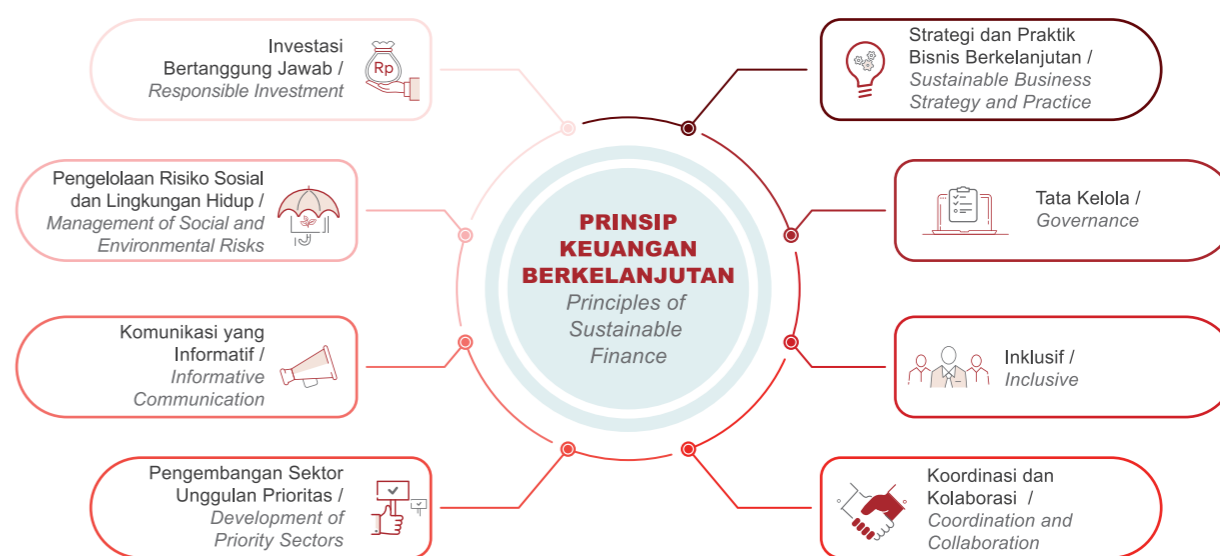 Investasi
Bertanggung Jawab /
Responsible Investment
Rp
Pengelolaan Risiko Sosial
dan Lingkungan Hidup /
Management of Social and
Environmental Risks
Komunikasi yang
Informatif /
Informative
Communication
Pengembangan Sektor
Unggulan Prioritas /
Development of
Priority Sectors
PRINSIP
KEUANGAN
BERKELANJUTAN
Principles of
Sustainable
Finance
Strategi dan Praktik
Bisnis Berkelanjutan /
Sustainable Business
Strategy and Practice
Tata Kelola /
Governance
Inklusif /
Inclusive
Koordinasi dan
Kolaborasi /
Coordination and
Collaboration